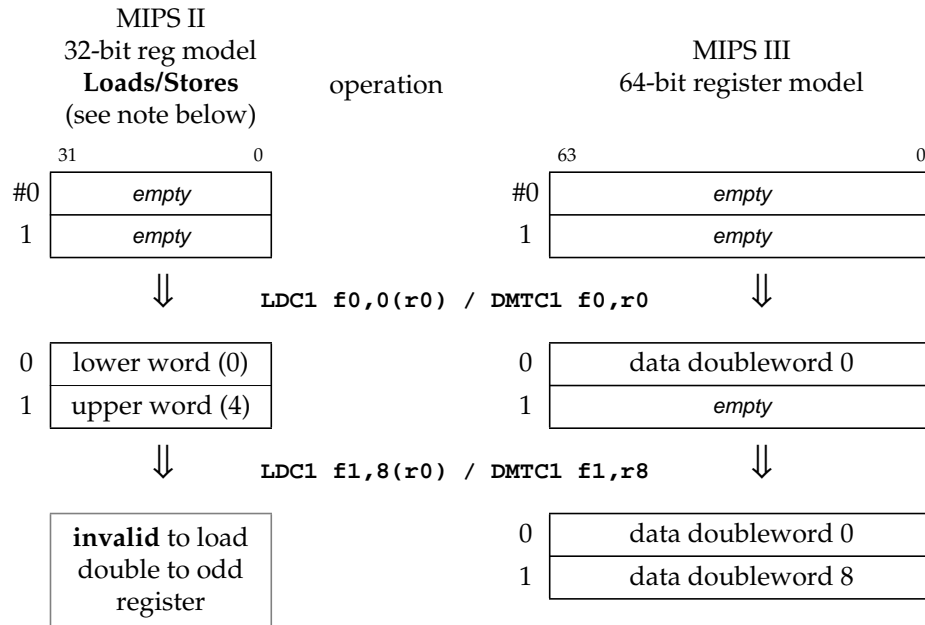 MIPS II
32-bit reg model
Loads/Stores
(see note below)
operation
MIPS III
64-bit register model
31 0
63 0
#0 empty
1 empty
#0 empty
1 empty
⇓ LDC1 f0,0(r0) / DMTC1 f0,r0 ⇓
0 lower word (0)
1 upper word (4)
0 data doubleword 0
1 empty
⇓ LDC1 f1,8(r0) / DMTC1 f1,r8 ⇓
invalid to load
double to odd
register
0 data doubleword 0
1 data doubleword 8